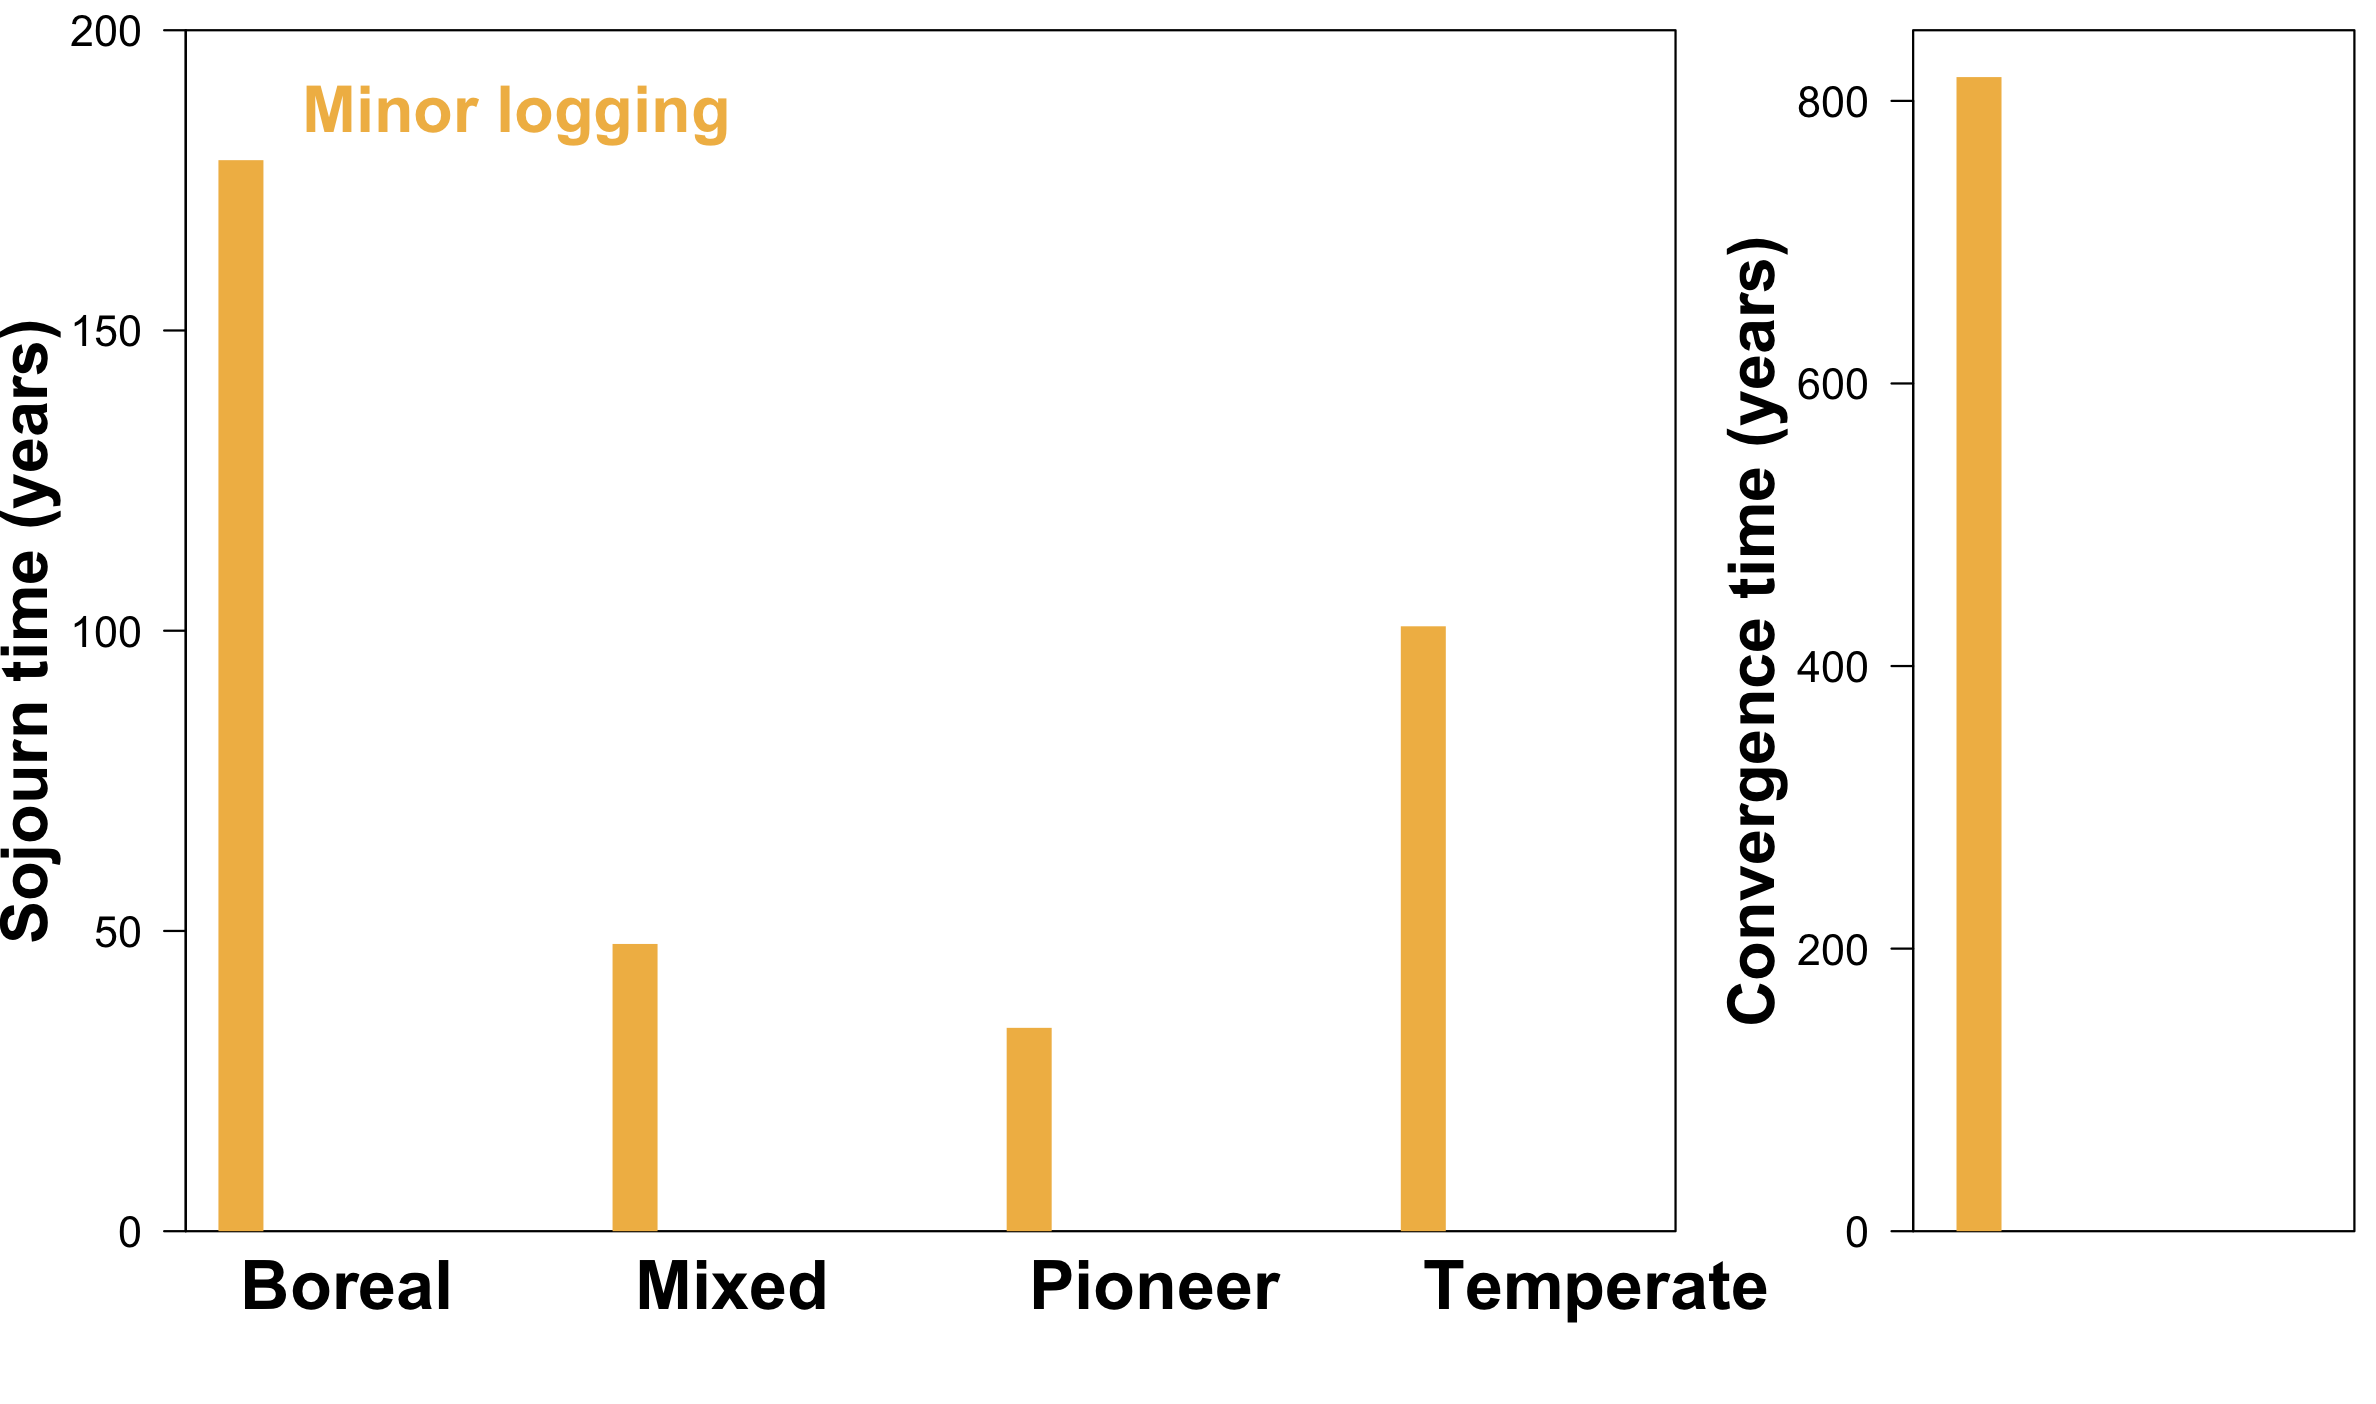 Minor logging
Sojourn time (years)
200
150
100
50
0
Boreal
Mixed
Pioneer
Temperate
Convergence time (years)
800
600
400
200
0